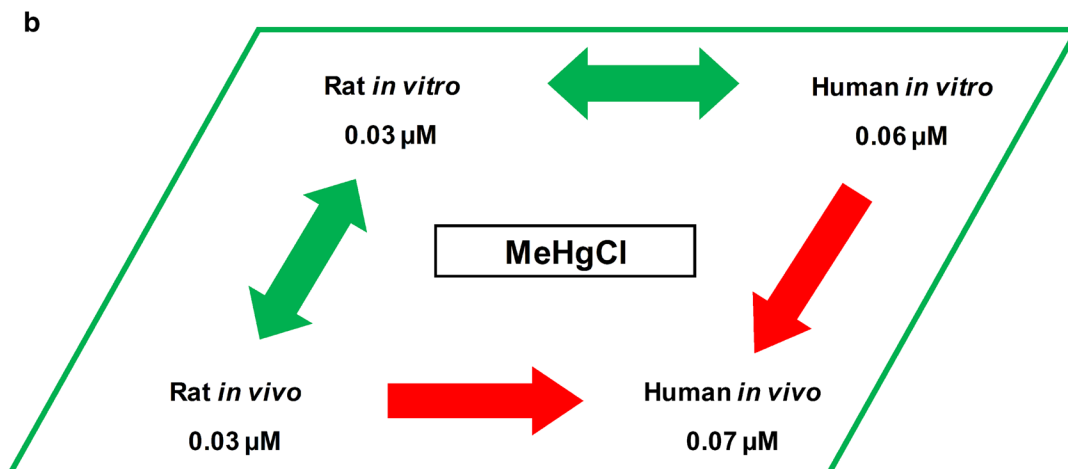 b
Rat in vitro
0.03 µM
Human in vitro
0.06 µM
MeHgCl
Rat in vivo
0.03 µM
Human in vivo
0.07 µM